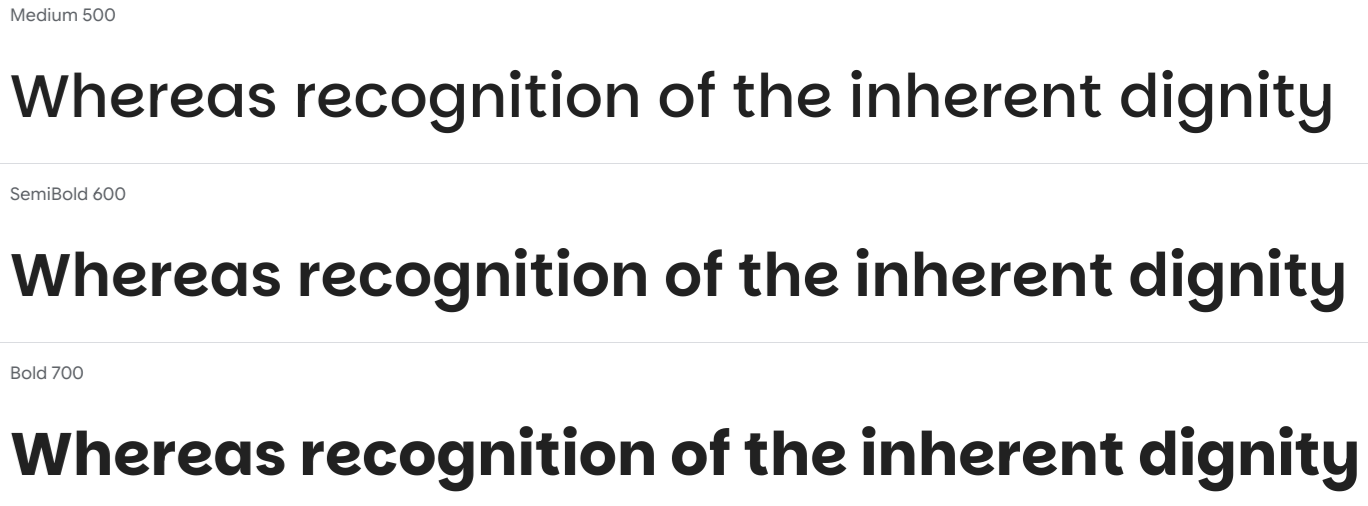 Medium 500
Whereas recognition of the inherent dignity
SemiBold 600
Whereas recognition of the inherent dignity
Bold 700
Whereas recognition of the inherent dignity